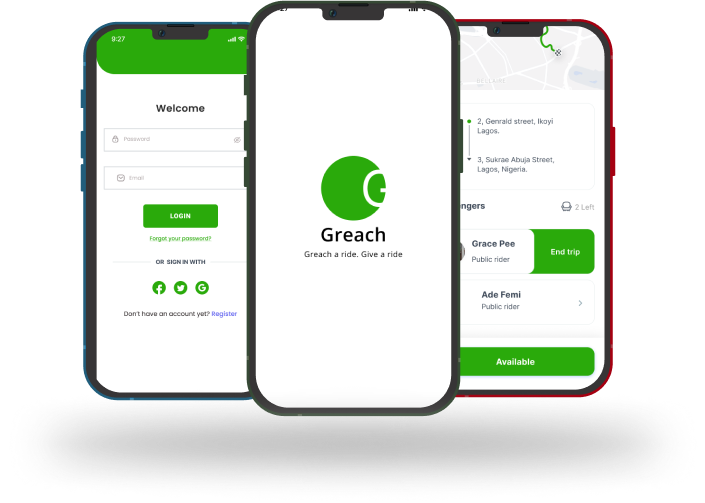 9:27
Welcome
Password
Email
LOGIN
Forgot your password?
OR SIGN IN WITH
Don't have an account yet? Register
27
G
Greach
Greach a ride. Give a ride
2, Genrald street, Ikoyi
Lagos.
3, Sukrae Abuja Street,
Lagos, Nigeria.
ngers
2 Left
Grace Pee
Public rider
End trip
Ade Femi
Public rider
Available